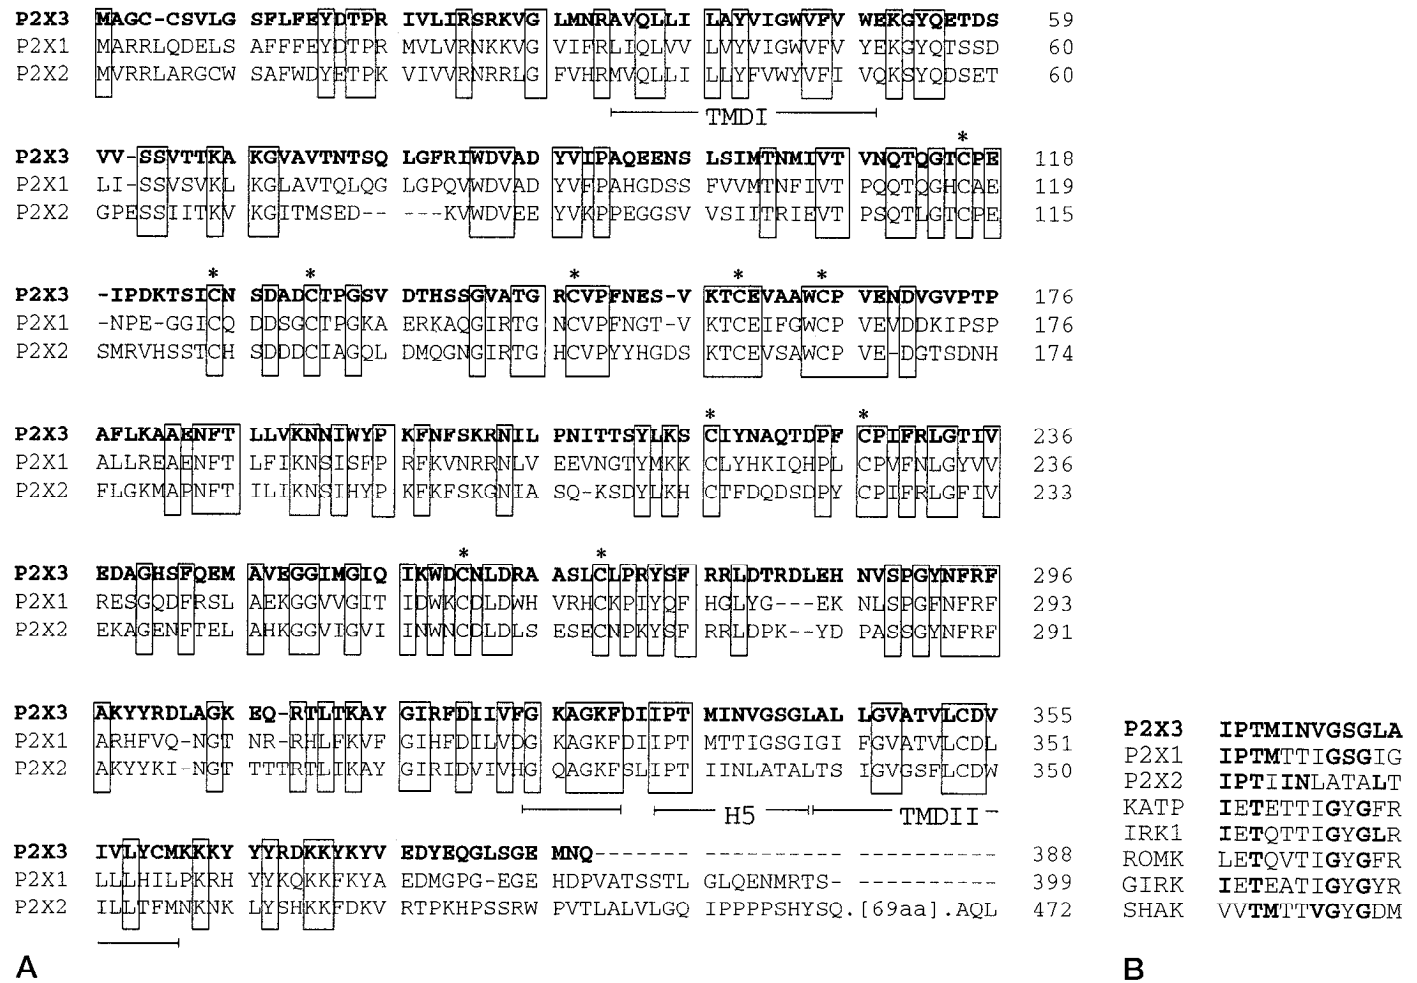 P2X3 MAGC-CSVLG SFLFEYDTPR IVLIRSRKVG LMNRAVQLLI LAYVIGWVFV WEKGYQETDS 59
P2X1 MARRLQDELS AFFFEYDTPR MVLVRNKKVG VIFRLIQLVV LVYVIGWVFV YEKGYQTSSD 60
P2X2 MVRRLARGCW SAFWDYETPK VIVVRNRRLG FVHRMVQLLI LLYFVWYVFI VQKSYQDSET 60
TMDI
*
P2X3 VV-SSVTTKA KGVAVTNTSQ LGFRIWDVAD YVIPAQEENS LSIMTNMIVT VNQTQGTCPE 118
P2X1 LI-SSVSVKL KGLAVTQLQG LGPQVWDVAD YVFPAHGDSS FVVMTNFIVT PQQTQGHCAE 119
P2X2 GPESSIITKV KGITMSED-- ---KVWDVEE YVKPPEGGSV VSIITRIEVT PSQTLGTCPE 115
* * * * *
P2X3 -IPDKTSICN SDADCTPGSV DTHSSGVATG RCVPFNES-V KTCEVAAWCP VENDVGVPTP 176
P2X1 -NPE-GGICQ DDSGCTPGKA ERKAQGIRTG NCVPFNGT-V KTCEIFGWCP VEVDDKIPSP 176
P2X2 SMRVHSSTCH SDDDCIAGQL DMQGNGIRTG HCVPYYHGDS KTCEVSAWCP VE-DGTSDNH 174
* *
P2X3 AFLKAAENFT LLVKNNIWYP KFNFSKRNIL PNITTSYLKS CIYNAQTDPF CPIFRLGTIV 236
P2X1 ALLREAENFT LFIKNSISFP RFKVNRRNLV EEVNGTYMKK CLYHKIQHPL CPVFNLGYVV 236
P2X2 FLGKMAPNFT ILIKNSIHYP KFKFSKGNIA SQ-KSDYLKH CTFDQDSDPY CPIFRLGFIV 233
* *
P2X3 EDAGHSFQEM AVEGGIMGIQ IKWDCNLDRA ASLCLPRYSF RRLDTRDLEH NVSPGYNFRF 296
P2X1 RESGQDFRSL AEKGGVVGIT IDWKCDLDWH VRHCKPIYQF HGLYG---EK NLSPGFNFRF 293
P2X2 EKAGENFTEL AHKGGVIGVI INWNCDLDLS ESECNPKYSF RRLDPK--YD PASSGYNFRF 291
P2X3 AKYYRDLAGK EQ-RTLTKAY GIRFDIIVFG KAGKFDIIPT MINVGSGLAL LGVATVLCDV 355
P2X1 ARHFVQ-NGT NR-RHLFKVF GIHFDILVDG KAGKFDIIPT MTTIGSGIGI FGVATVLCDL 351
P2X2 AKYYKI-NGT TTTRTLIKAY GIRIDVIVHG QAGKFSLIPT IINLATALTS IGVGSFLCDW 350
H5 TMDII
P2X3 IVLYCMKKKY YYRDKKYKYV EDYEQGLSGE MNQ------- ---------- ---------- 388
P2X1 LLLHILPKRH YYKQKKFKYA EDMGPG-EGE HDPVATSSTL GLQENMRTS- ---------- 399
P2X2 ILLTFMNKNK LYSHKKFDKV RTPKHPSSRW PVTLALVLGQ IPPPPSHYSQ.[69aa].AQL 472
A
P2X3 IPTMINVGSGLA
P2X1 IPTMTTIGSGIG
P2X2 IPTIINLATALT
KATP IETETTIGYGFR
IRK1 IETQTTIGYGLR
ROMK LETQVTIGYGFR
GIRK IETEATIGYGYR
SHAK VVTMTTVGYGDM
B